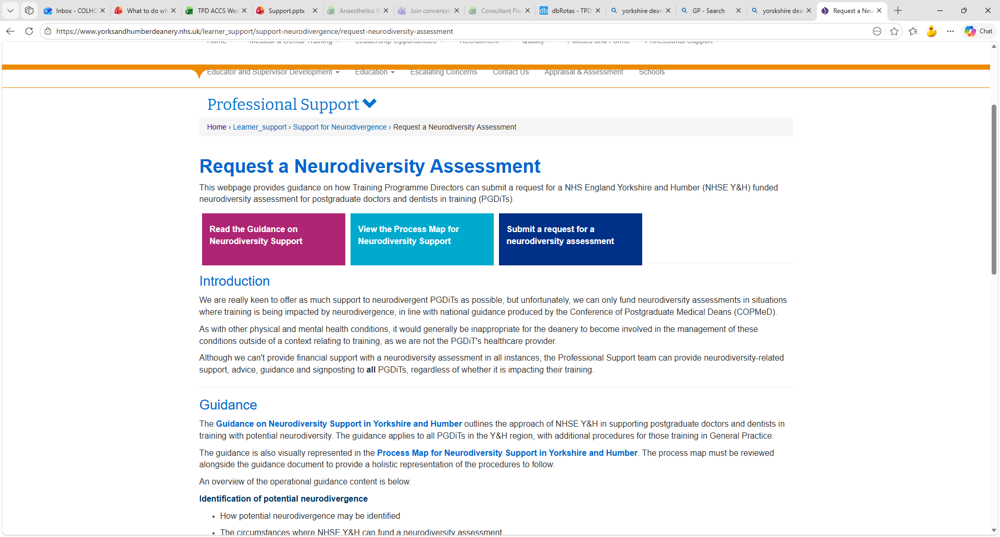 Inbox - COLHO
What to do wh
TPD ACCS Wes
Support.pptx
Anaesthetics W
Join conversati
Consultant Flex
dbRotas - TPD
yorkshire dean
GP - Search
yorskshire dea
Request a Neu
https://www.yorksandhumberdeanery.nhs.uk/learner_support/support-neurodivergence/request-neurodiversity-assessment
Chat
Home Medical & Dental Training Leadership Opportunities Recruitment Quality Policies and Forms Professional Support
Educator and Supervisor Development Education Escalating Concerns Contact Us Appraisal & Assessment Schools
Professional Support
Home › Learner_support › Support for Neurodivergence › Request a Neurodiversity Assessment
Request a Neurodiversity Assessment
This webpage provides guidance on how Training Programme Directors can submit a request for a NHS England Yorkshire and Humber (NHSE Y&H) funded
neurodiversity assessment for postgraduate doctors and dentists in training (PGDiTs).
Read the Guidance on
Neurodiversity Support
View the Process Map for
Neurodiversity Support
Submit a request for a
neurodiversity assessment
Introduction
We are really keen to offer as much support to neurodivergent PGDiTs as possible, but unfortunately, we can only fund neurodiversity assessments in situations
where training is being impacted by neurodivergence, in line with national guidance produced by the Conference of Postgraduate Medical Deans (COPMeD).
As with other physical and mental health conditions, it would generally be inappropriate for the deanery to become involved in the management of these
conditions outside of a context relating to training, as we are not the PGDiT's healthcare provider.
Although we can't provide financial support with a neurodiversity assessment in all instances, the Professional Support team can provide neurodiversity-related
support, advice, guidance and signposting to all PGDiTs, regardless of whether it is impacting their training.
Guidance
The Guidance on Neurodiversity Support in Yorkshire and Humber outlines the approach of NHSE Y&H in supporting postgraduate doctors and dentists in
training with potential neurodiversity. The guidance applies to all PGDiTs in the Y&H region, with additional procedures for those training in General Practice.
The guidance is also visually represented in the Process Map for Neurodiversity Support in Yorkshire and Humber. The process map must be reviewed
alongside the guidance document to provide a holistic representation of the procedures to follow.
An overview of the operational guidance content is below.
Identification of potential neurodivergence
• How potential neurodivergence may be identified
• The circumstances where NHSE Y&H can fund a neurodiversity assessment